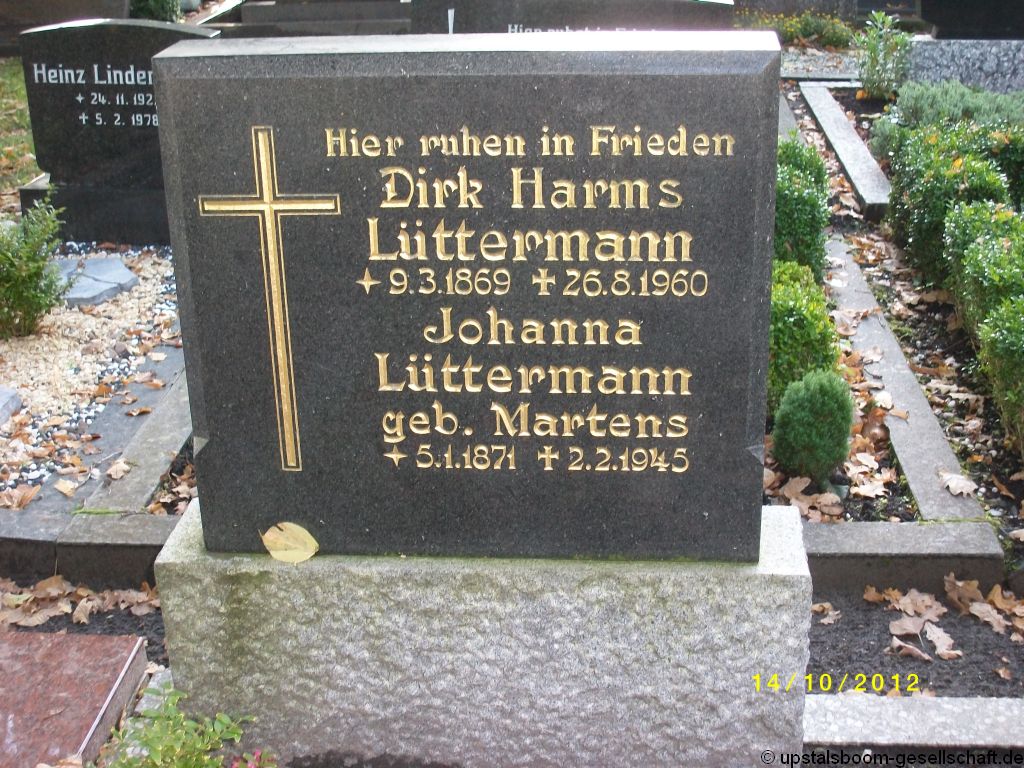 Heinz Linder
* 24. 11. 192
✝ 5. 2. 1978
Hier ruhen in Frieden
Dirk Harms
Lüttermann
✦ 9.3.1869 ✝ 26.8.1960
Johanna
Lüttermann
geb. Martens
✦ 5.1.1871 ✝ 2.2.1945
14/10/2012
© upstalsboom-gesellschaft.de